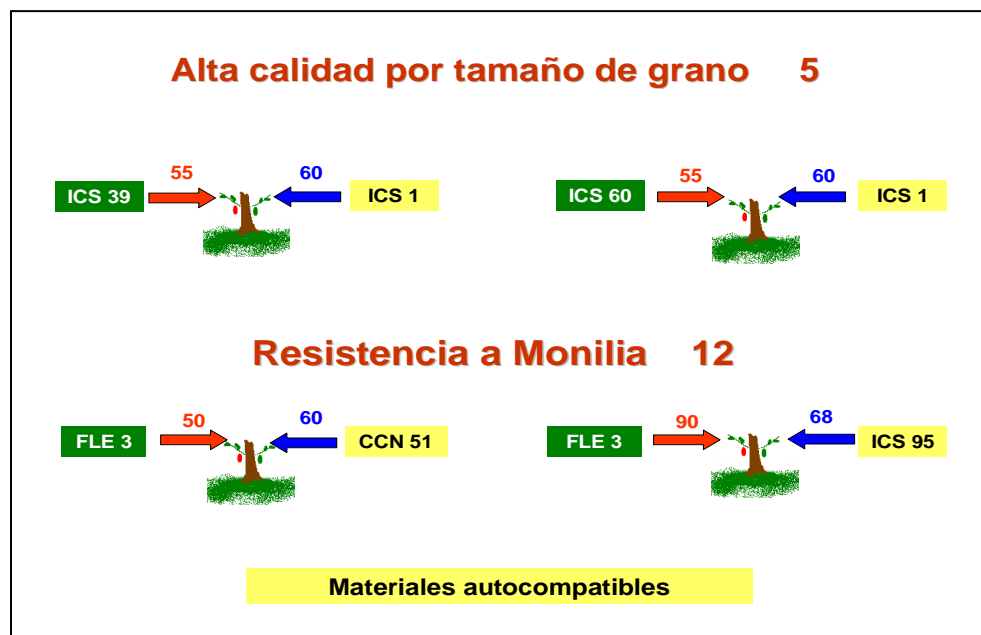 Alta calidad por tamaño de grano 5
ICS 39 55 60 ICS 1
ICS 60 55 60 ICS 1
Resistencia a Monilia 12
FLE 3 50 60 CCN 51
FLE 3 90 68 ICS 95
Materiales autocompatibles